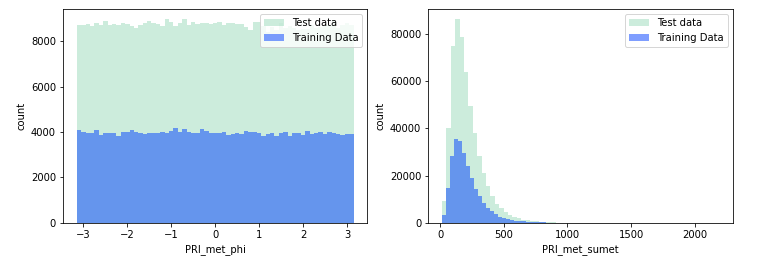 Test data
Training Data
8000
6000
4000
2000
0
count
−3
−2
−1
0
1
2
3
PRI_met_phi
Test data
Training Data
80000
60000
40000
20000
0
count
0
500
1000
1500
2000
PRI_met_sumet